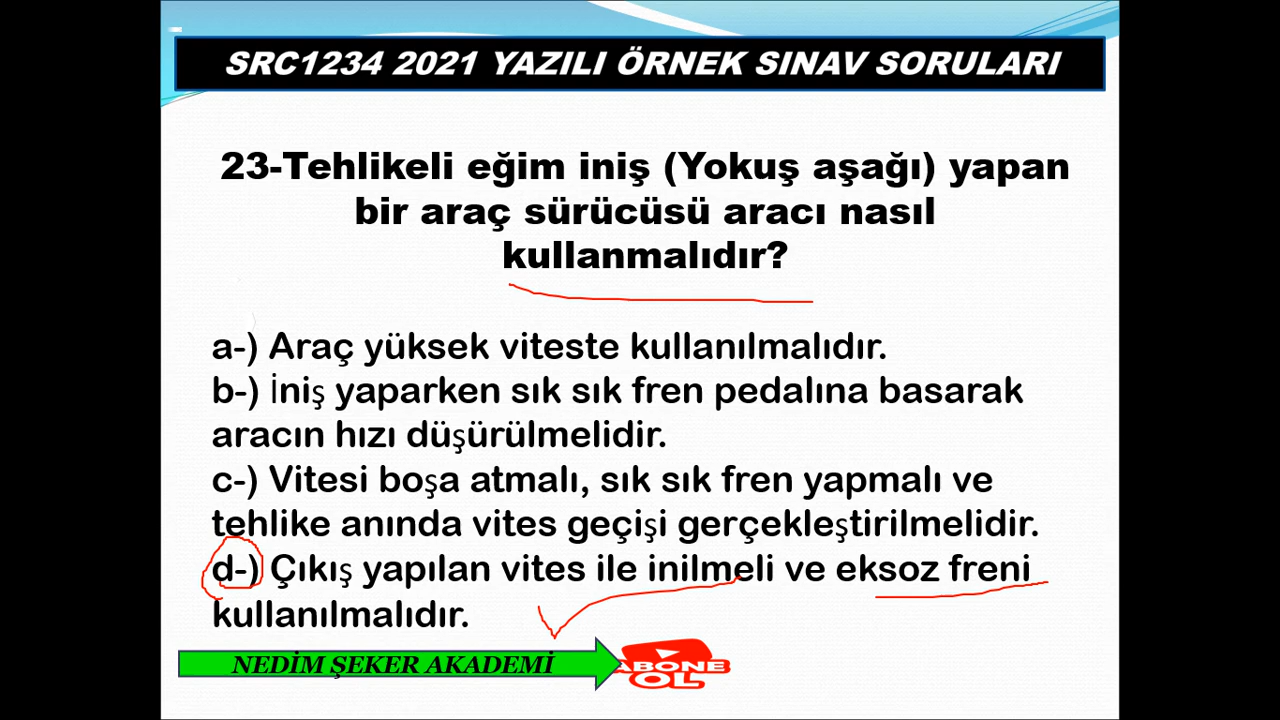 SRC1234 2021 YAZILI ÖRNEK SINAV SORULARI
23-Tehlikeli eğim iniş (Yokuş aşağı) yapan
bir araç sürücüsü aracı nasıl
kullanmalıdır?
a-) Araç yüksek viteste kullanılmalıdır.
b-) İniş yaparken sık sık fren pedalına basarak
aracın hızı düşürülmelidir.
c-) Vitesi boşa atmalı, sık sık fren yapmalı ve
tehlike anında vites geçişi gerçekleştirilmelidir.
d-) Çıkış yapılan vites ile inilmeli ve eksoz freni
kullanılmalıdır.
NEDİM ŞEKER AKADEMİ
ABONE
OL